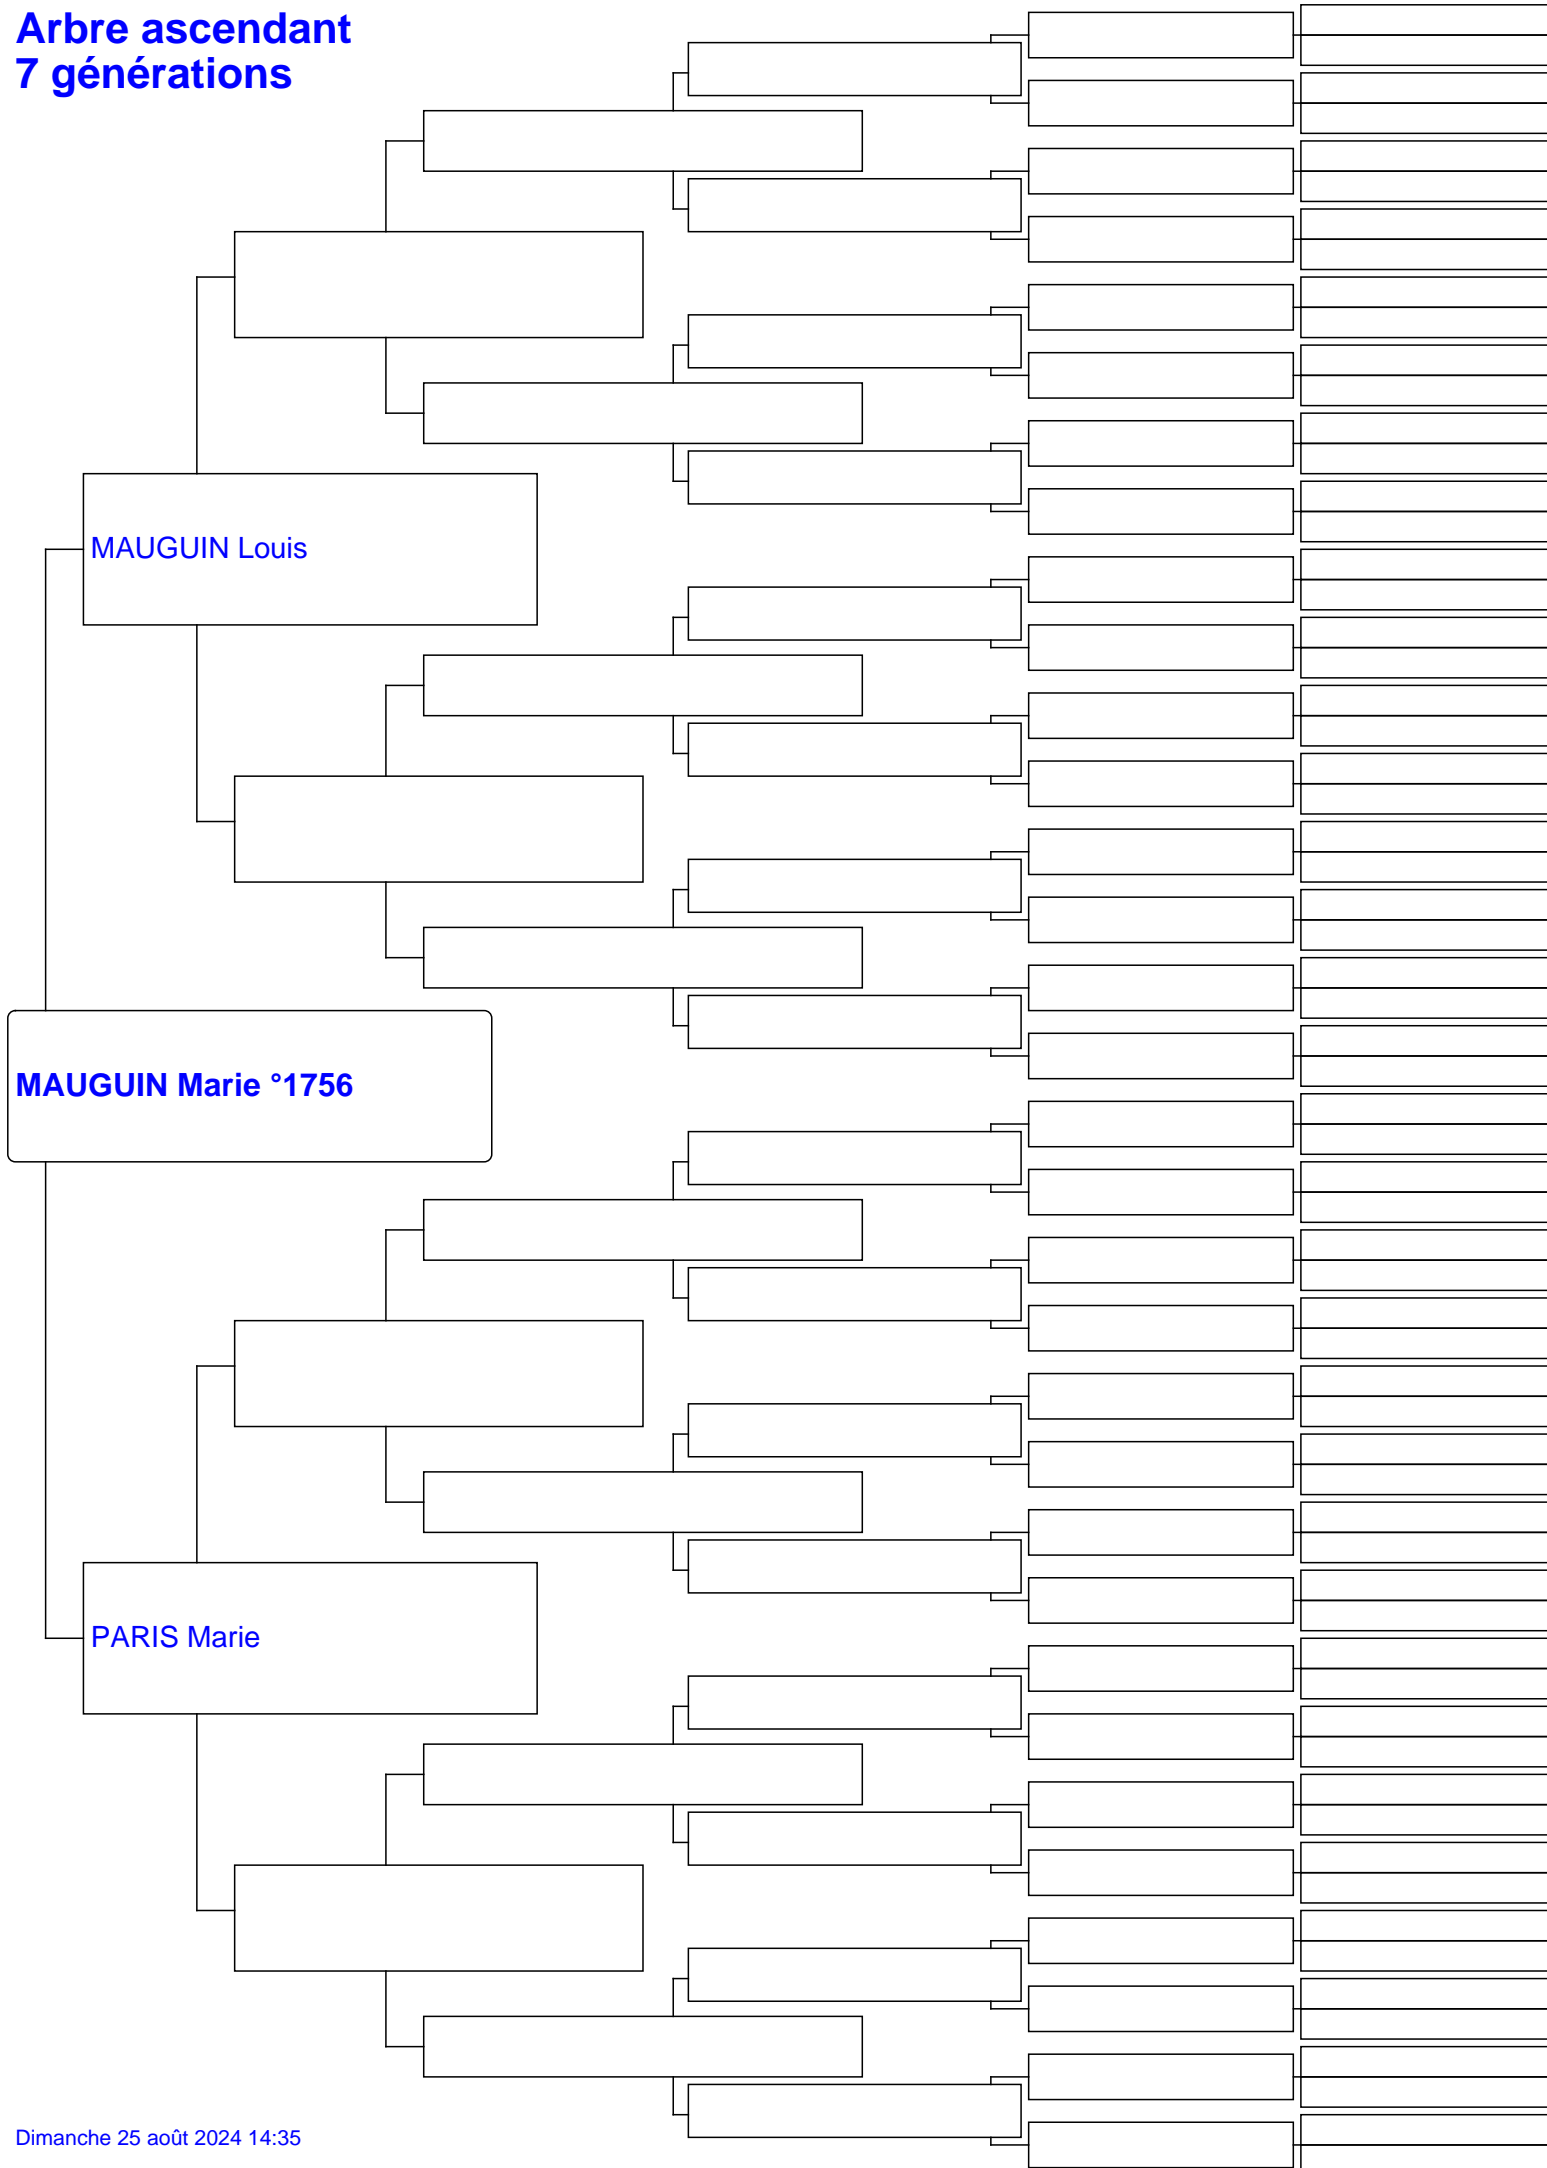 Arbre ascendant
7 générations
MAUGUIN Louis
MAUGUIN Marie °1756
PARIS Marie
Dimanche 25 août 2024 14:35